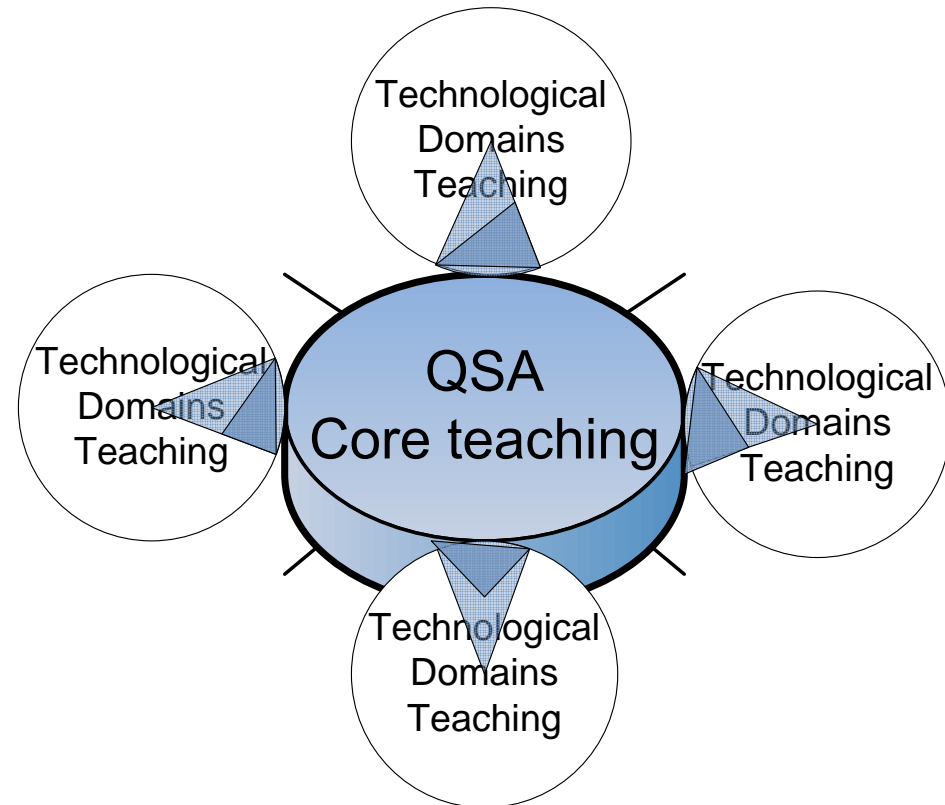 Technological
Domains
Teaching
Technological
Domains
Teaching
QSA
Core teaching
Technological
Domains
Teaching
Technological
Domains
Teaching